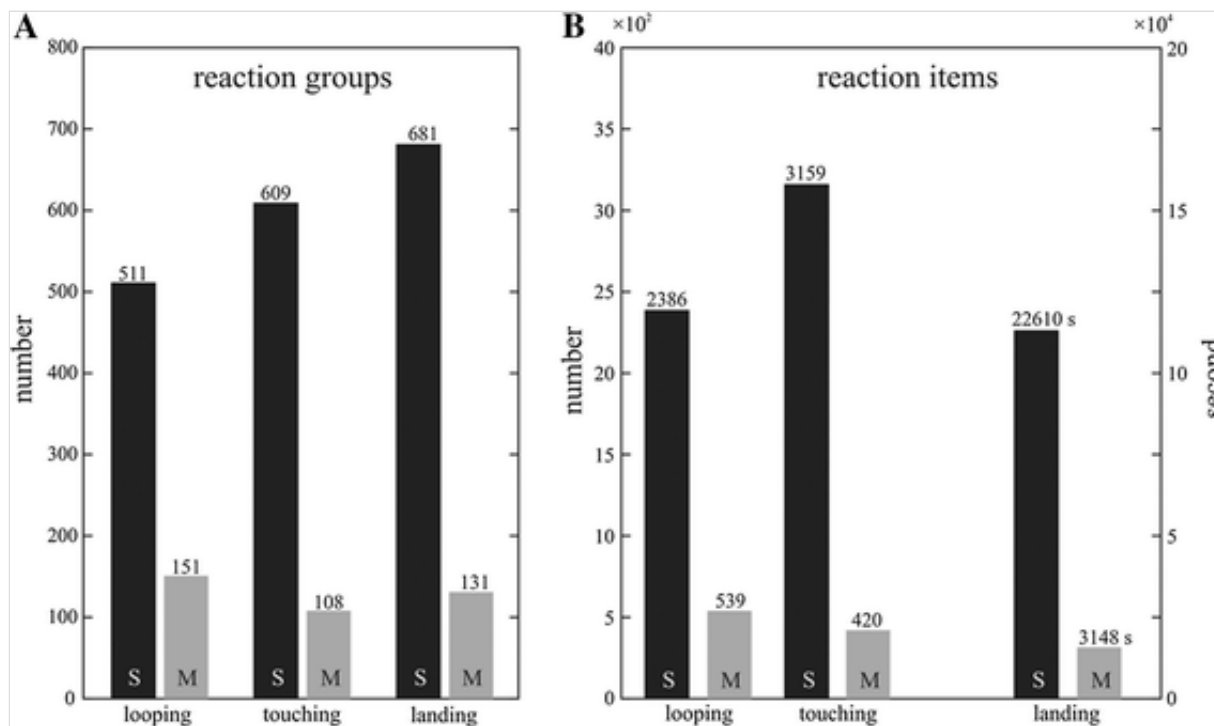 A
800
700
600
500
400
300
200
100
0
number
reaction groups
511
151
609
108
681
131
S M S M S M
looping touching landing
B
×10²
×10⁴
40
35
30
25
20
15
10
5
0
number
reaction items
2386
539
3159
420
22610 s
3148 s
S M S M S M
looping touching landing
20
15
10
5
0
second